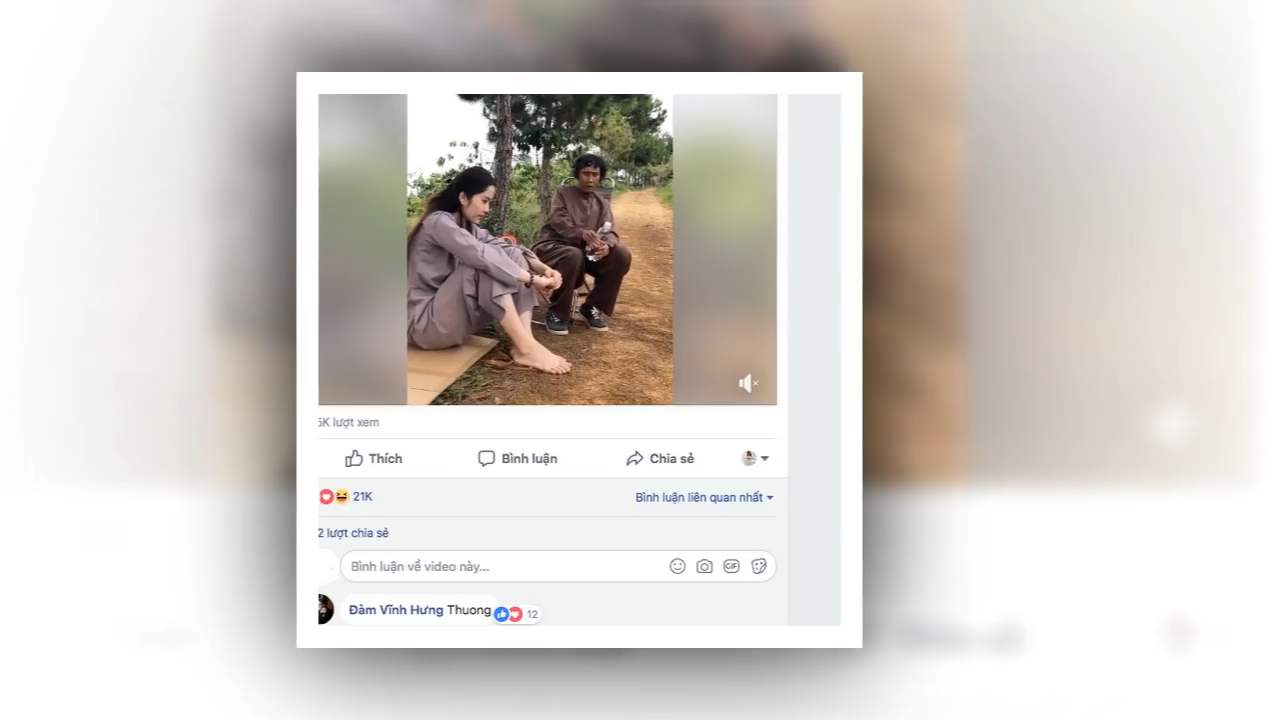 5K lượt xem
Thích Bình luận Chia sẻ
21K Bình luận liên quan nhất
2 lượt chia sẻ
Bình luận về video này...
GIF
Đàm Vĩnh Hưng Thuong
12